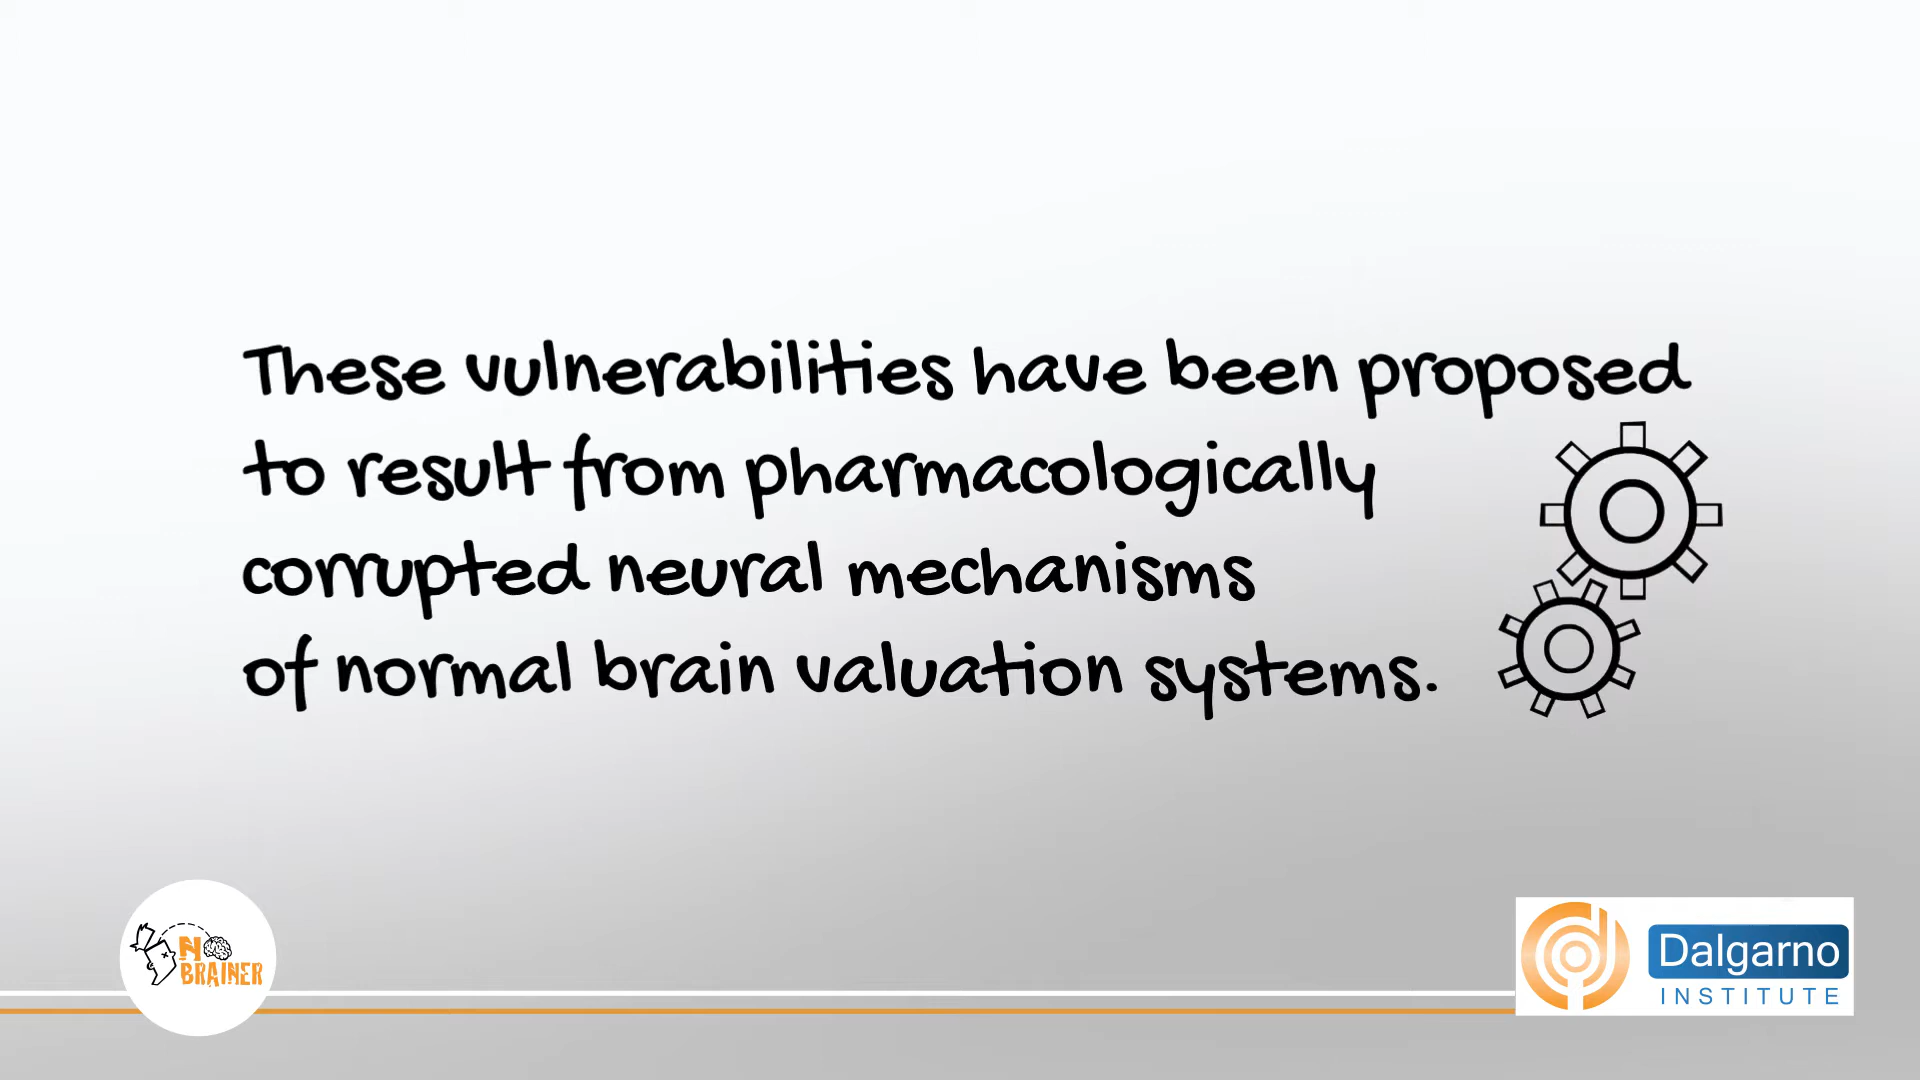 These vulnerabilities have been proposed
to result from pharmacologically
corrupted neural mechanisms
of normal brain valuation systems.
NO
BRAINER
Dalgarno
INSTITUTE